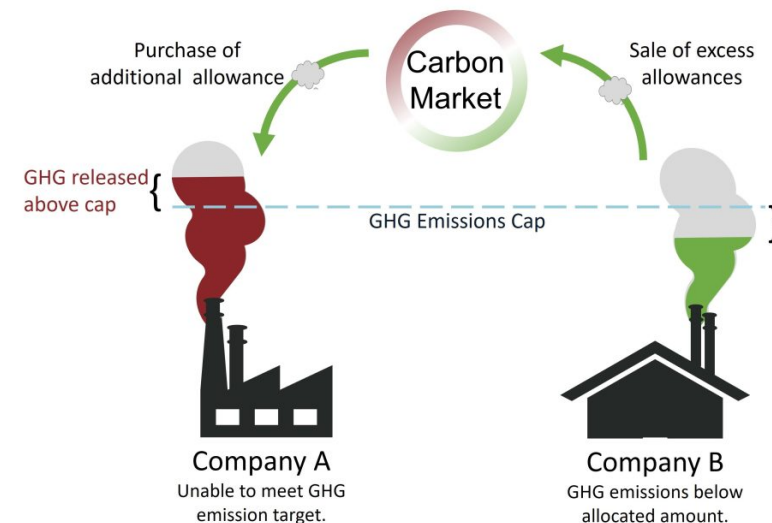 Purchase of
additional allowance
Carbon
Market
Sale of excess
allowances
GHG released
above cap
{
GHG Emissions Cap
{
Company A
Unable to meet GHG
emission target.
Company B
GHG emissions below
allocated amount.